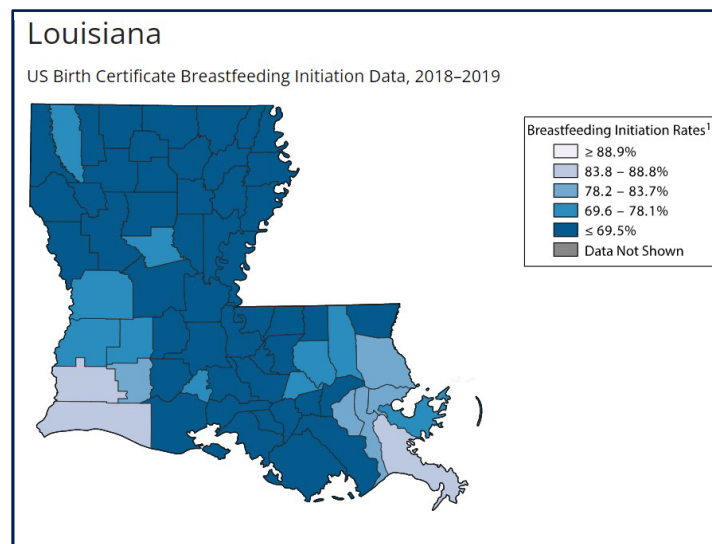 Louisiana
US Birth Certificate Breastfeeding Initiation Data, 2018–2019
Breastfeeding Initiation Rates¹
≥ 88.9%
83.8 – 88.8%
78.2 – 83.7%
69.6 – 78.1%
≤ 69.5%
Data Not Shown